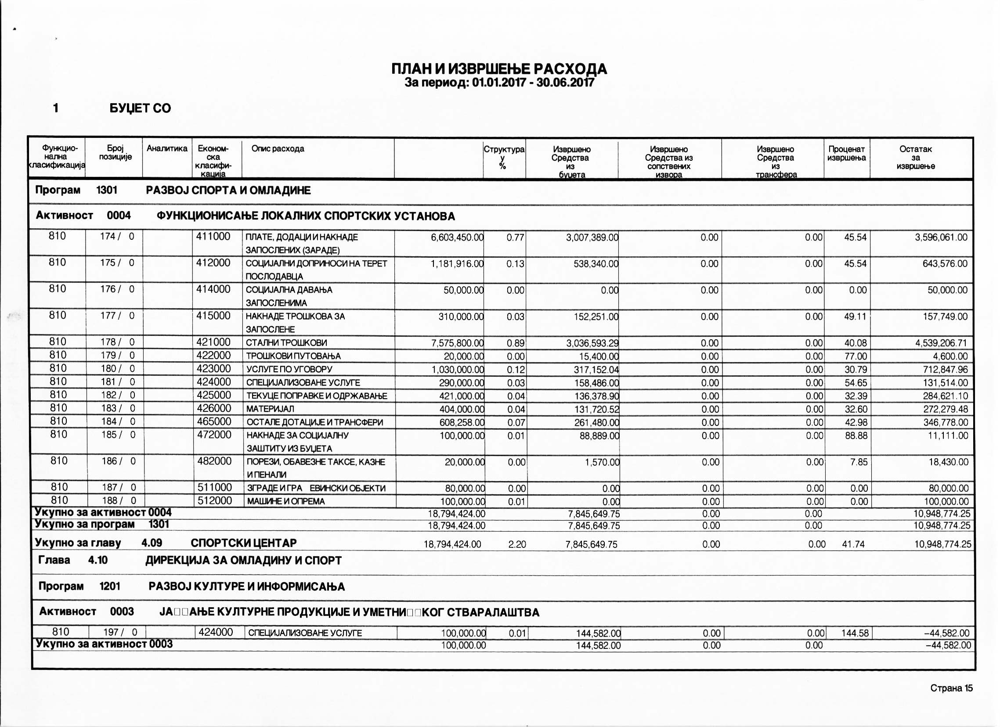 ПЛАН И ИЗВРШЕЊЕ РАСХОДА
За период: 01.01.2017 - 30.06.2017
1 БУЏЕТ СО
Функцио- Број Аналитика Економ- Опис расхода Структура Извршено Извршено Извршено Проценат Остатак
нална позиције ска у Средства Средства из Средства извршења за
класификација класифи- % из сопствених из извршење
кација буџета извора трансфера
Програм 1301 РАЗВОЈ СПОРТА И ОМЛАДИНЕ
Активност 0004 ФУНКЦИОНИСАЊЕ ЛОКАЛНИХ СПОРТСКИХ УСТАНОВА
810 174 / 0 411000 ПЛАТЕ, ДОДАЦИ И НАКНАДЕ 6,603,450.00 0.77 3,007,389.00 0.00 0.00 45.54 3,596,061.00
ЗАПОСЛЕНИХ (ЗАРАДЕ)
810 175 / 0 412000 СОЦИЈАЛНИ ДОПРИНОСИ НА ТЕРЕТ 1,181,916.00 0.13 538,340.00 0.00 0.00 45.54 643,576.00
ПОСЛОДАВЦА
810 176 / 0 414000 СОЦИЈАЛНА ДАВАЊА 50,000.00 0.00 0.00 0.00 0.00 0.00 50,000.00
ЗАПОСЛЕНИМА
810 177 / 0 415000 НАКНАДЕ ТРОШКОВА ЗА 310,000.00 0.03 152,251.00 0.00 0.00 49.11 157,749.00
ЗАПОСЛЕНЕ
810 178 / 0 421000 СТАЛНИ ТРОШКОВИ 7,575,800.00 0.89 3,036,593.29 0.00 0.00 40.08 4,539,206.71
810 179 / 0 422000 ТРОШКОВИ ПУТОВАЊА 20,000.00 0.00 15,400.00 0.00 0.00 77.00 4,600.00
810 180 / 0 423000 УСЛУГЕ ПО УГОВОРУ 1,030,000.00 0.12 317,152.04 0.00 0.00 30.79 712,847.96
810 181 / 0 424000 СПЕЦИЈАЛИЗОВАНЕ УСЛУГЕ 290,000.00 0.03 158,486.00 0.00 0.00 54.65 131,514.00
810 182 / 0 425000 ТЕКУЦЕ ПОПРАВКЕ И ОДРЖАВАЊЕ 421,000.00 0.04 136,378.90 0.00 0.00 32.39 284,621.10
810 183 / 0 426000 МАТЕРИЈАЛ 404,000.00 0.04 131,720.52 0.00 0.00 32.60 272,279.48
810 184 / 0 465000 ОСТАЛЕ ДОТАЦИЈЕ И ТРАНСФЕРИ 608,258.00 0.07 261,480.00 0.00 0.00 42.98 346,778.00
810 185 / 0 472000 НАКНАДЕ ЗА СОЦИЈАЛНУ 100,000.00 0.01 88,889.00 0.00 0.00 88.88 11,111.00
ЗАШТИТУ ИЗ БУЏЕТА
810 186 / 0 482000 ПОРЕЗИ, ОБАВЕЗНЕ ТАКСЕ, КАЗНЕ 20,000.00 0.00 1,570.00 0.00 0.00 7.85 18,430.00
И ПЕНАЛИ
810 187 / 0 511000 ЗГРАДЕ И ГРА ЕВИНСКИ ОБЈЕКТИ 80,000.00 0.00 0.00 0.00 0.00 0.00 80,000.00
810 188 / 0 512000 МАШИНЕ И ОПРЕМА 100,000.00 0.01 0.00 0.00 0.00 0.00 100,000.00
Укупно за активност 0004 18,794,424.00 7,845,649.75 0.00 0.00 10,948,774.25
Укупно за програм 1301 18,794,424.00 7,845,649.75 0.00 0.00 10,948,774.25
Укупно за главу 4.09 СПОРТСКИ ЦЕНТАР 18,794,424.00 2.20 7,845,649.75 0.00 0.00 41.74 10,948,774.25
Глава 4.10 ДИРЕКЦИЈА ЗА ОМЛАДИНУ И СПОРТ
Програм 1201 РАЗВОЈ КУЛТУРЕ И ИНФОРМИСАЊА
Активност 0003 ЈА□□АЊЕ КУЛТУРНЕ ПРОДУКЦИЈЕ И УМЕТНИ□□КОГ СТВАРАЛАШТВА
810 197 / 0 424000 СПЕЦИЈАЛИЗОВАНЕ УСЛУГЕ 100,000.00 0.01 144,582.00 0.00 0.00 144.58 −44,582.00
Укупно за активност 0003 100,000.00 144,582.00 0.00 0.00 −44,582.00
Страна 15